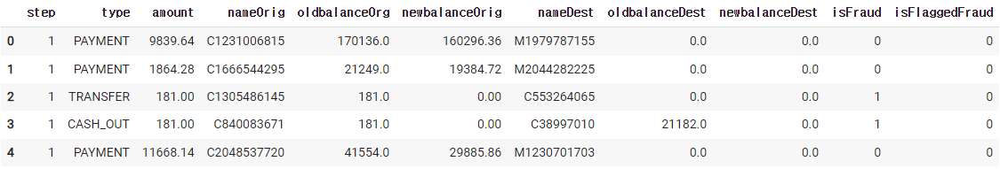 step type amount nameOrig oldbalanceOrg newbalanceOrig nameDest oldbalanceDest newbalanceDest isFraud isFlaggedFraud
0 1 PAYMENT 9839.64 C1231006815 170136.0 160296.36 M1979787155 0.0 0.0 0 0
1 1 PAYMENT 1864.28 C1666544295 21249.0 19384.72 M2044282225 0.0 0.0 0 0
2 1 TRANSFER 181.00 C1305486145 181.0 0.00 C553264065 0.0 0.0 1 0
3 1 CASH_OUT 181.00 C840083671 181.0 0.00 C38997010 21182.0 0.0 1 0
4 1 PAYMENT 11668.14 C2048537720 41554.0 29885.86 M1230701703 0.0 0.0 0 0